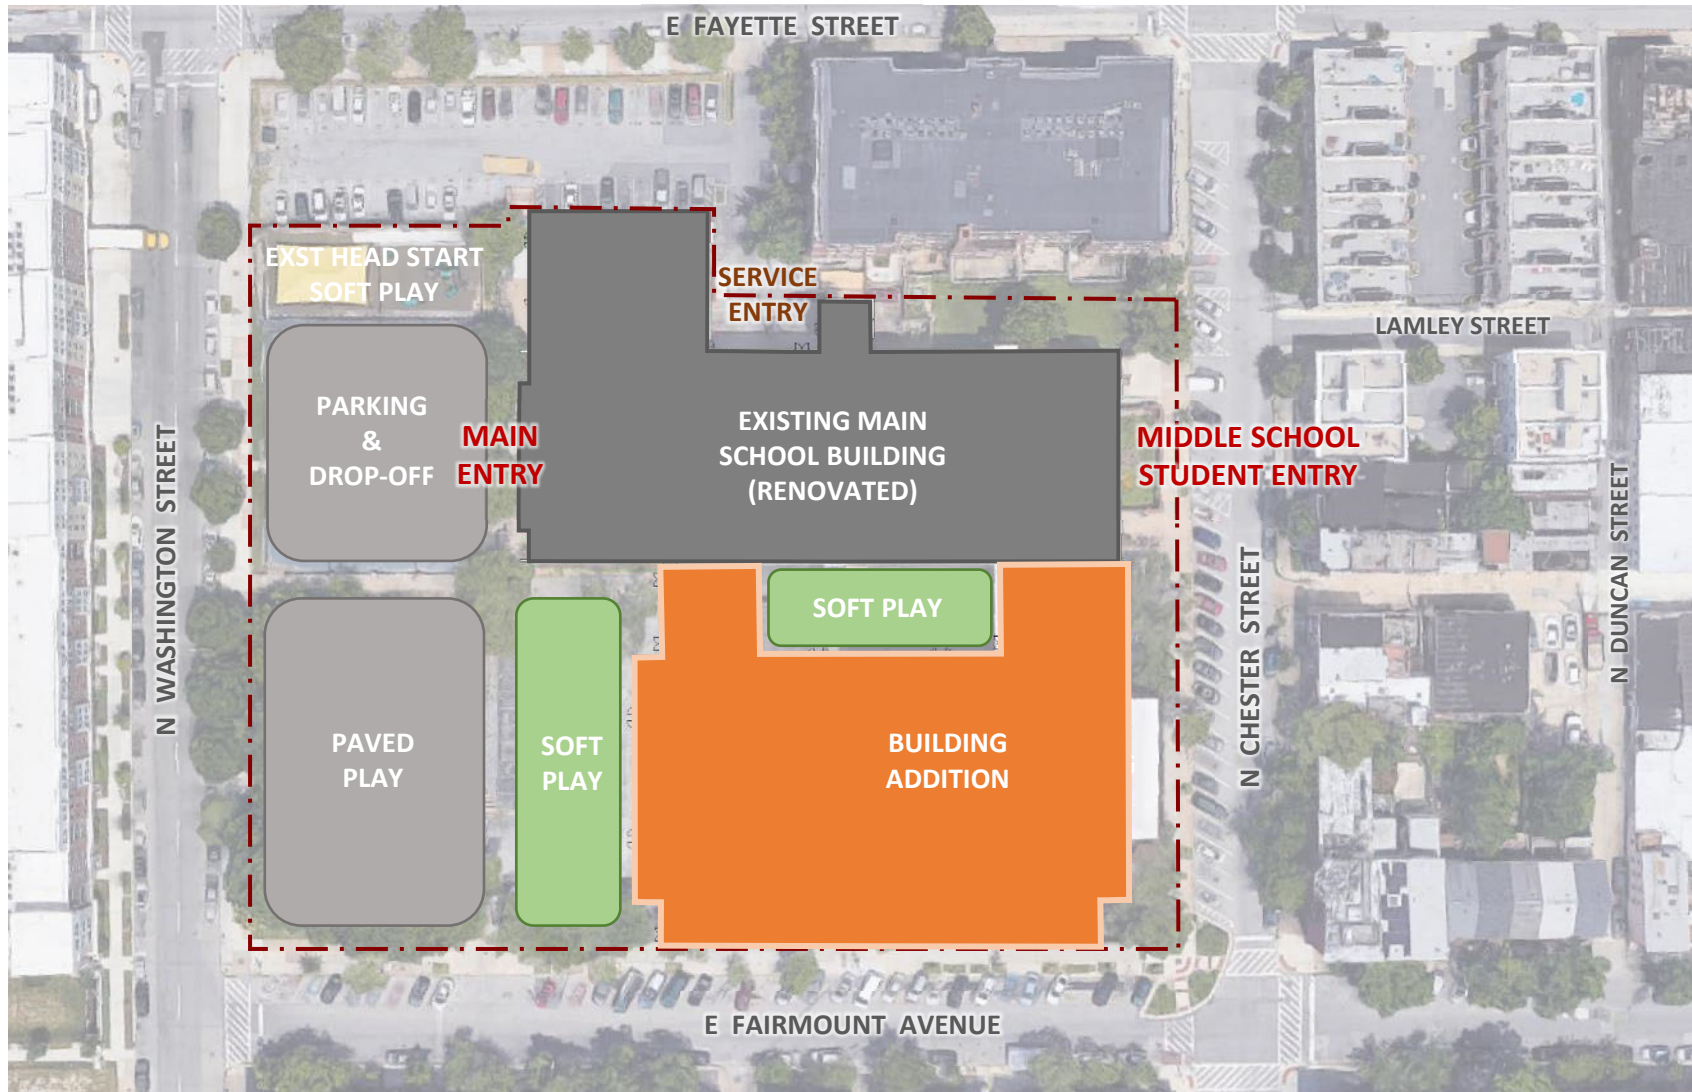 E FAYETTE STREET
EXST HEAD START
SOFT PLAY
SERVICE
ENTRY
LAMLEY STREET
PARKING
&
DROP-OFF
MAIN
ENTRY
EXISTING MAIN
SCHOOL BUILDING
(RENOVATED)
MIDDLE SCHOOL
STUDENT ENTRY
N WASHINGTON STREET
N CHESTER STREET
N DUNCAN STREET
SOFT PLAY
PAVED
PLAY
SOFT
PLAY
BUILDING
ADDITION
E FAIRMOUNT AVENUE